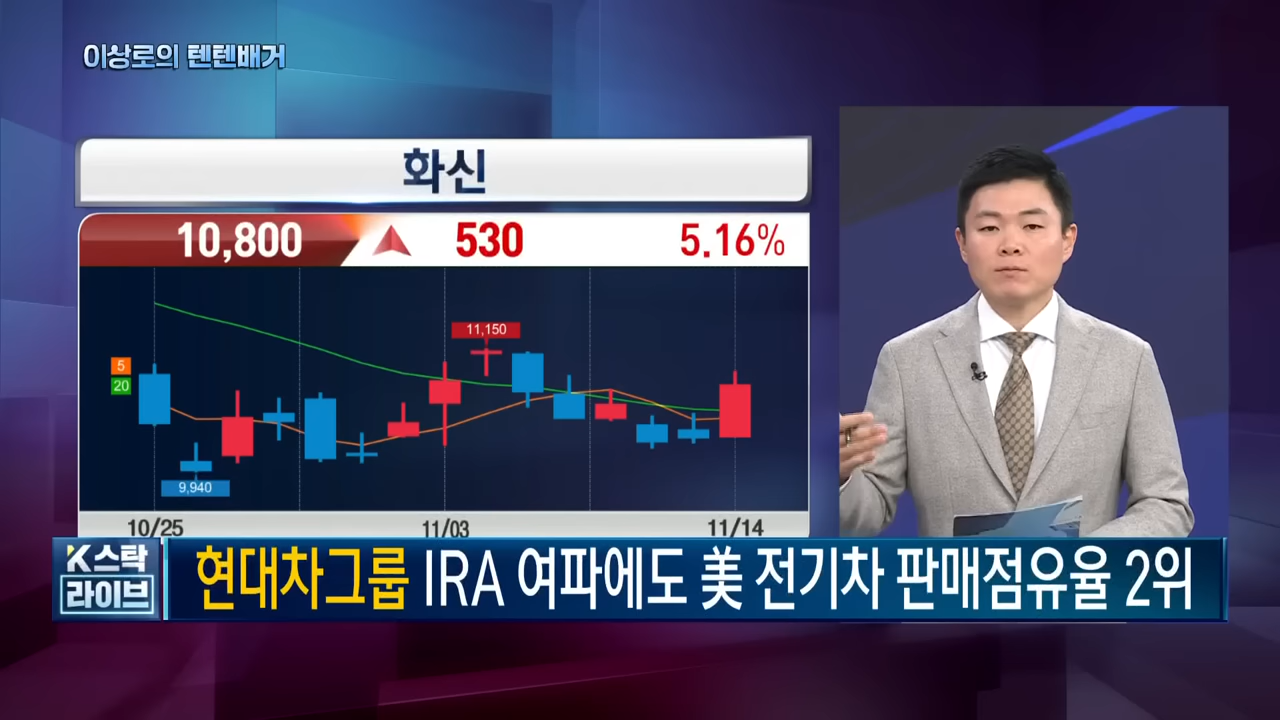 이상로의 텐텐배거
화신
10,800 530 5.16%
11,150
5
20
9,940
10/25 11/03 11/14
K스탁
라이브
현대차그룹 IRA 여파에도 美 전기차 판매점유율 2위